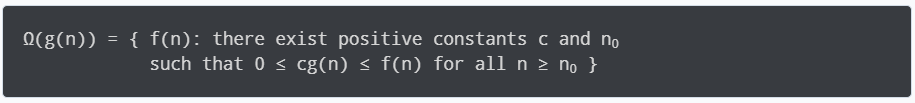 Ω(g(n)) = { f(n): there exist positive constants c and n₀
such that 0 ≤ cg(n) ≤ f(n) for all n ≥ n₀ }